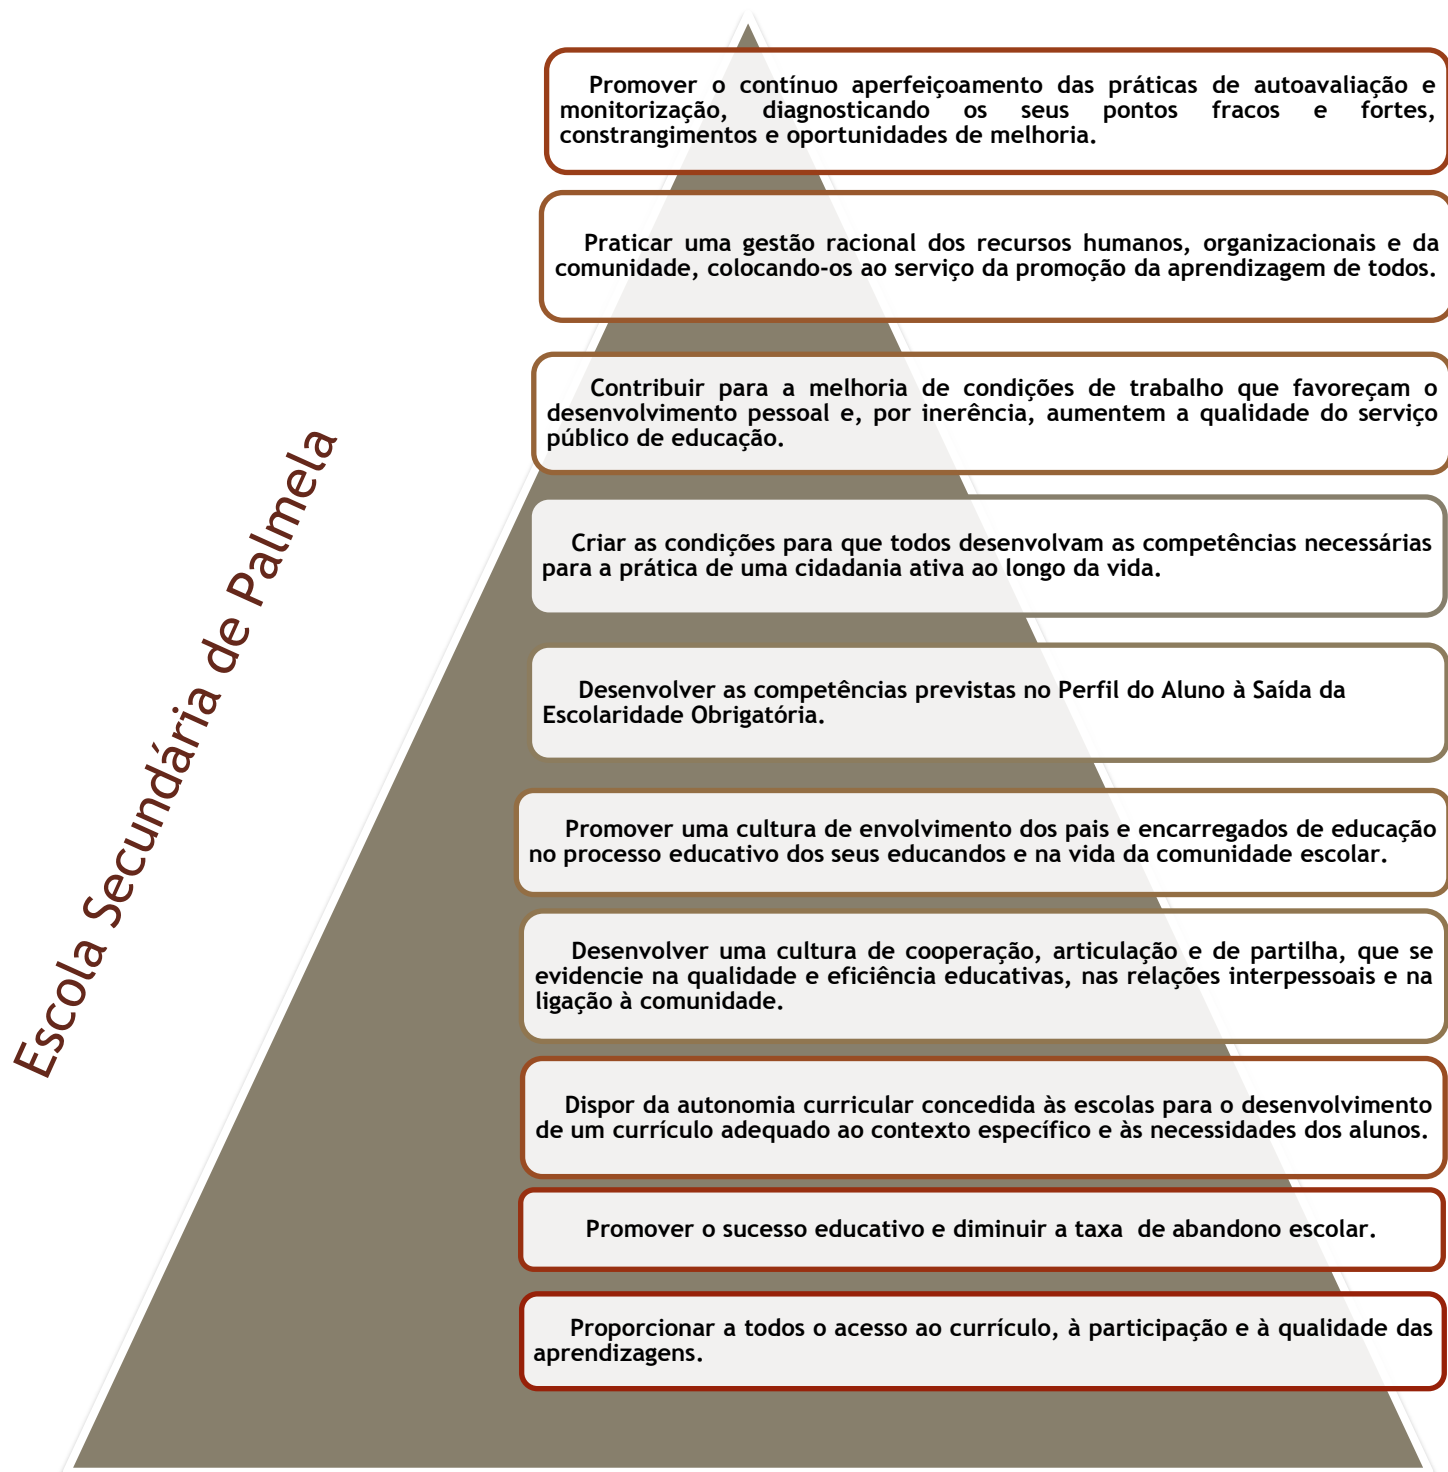 Promover o contínuo aperfeiçoamento das práticas de autoavaliação e
monitorização, diagnosticando os seus pontos fracos e fortes,
constrangimentos e oportunidades de melhoria.
Praticar uma gestão racional dos recursos humanos, organizacionais e da
comunidade, colocando-os ao serviço da promoção da aprendizagem de todos.
Contribuir para a melhoria de condições de trabalho que favoreçam o
desenvolvimento pessoal e, por inerência, aumentem a qualidade do serviço
público de educação.
Criar as condições para que todos desenvolvam as competências necessárias
para a prática de uma cidadania ativa ao longo da vida.
Desenvolver as competências previstas no Perfil do Aluno à Saída da
Escolaridade Obrigatória.
Promover uma cultura de envolvimento dos pais e encarregados de educação
no processo educativo dos seus educandos e na vida da comunidade escolar.
Desenvolver uma cultura de cooperação, articulação e de partilha, que se
evidencie na qualidade e eficiência educativas, nas relações interpessoais e na
ligação à comunidade.
Dispor da autonomia curricular concedida às escolas para o desenvolvimento
de um currículo adequado ao contexto específico e às necessidades dos alunos.
Promover o sucesso educativo e diminuir a taxa de abandono escolar.
Proporcionar a todos o acesso ao currículo, à participação e à qualidade das
aprendizagens.
Escola Secundária de Palmela